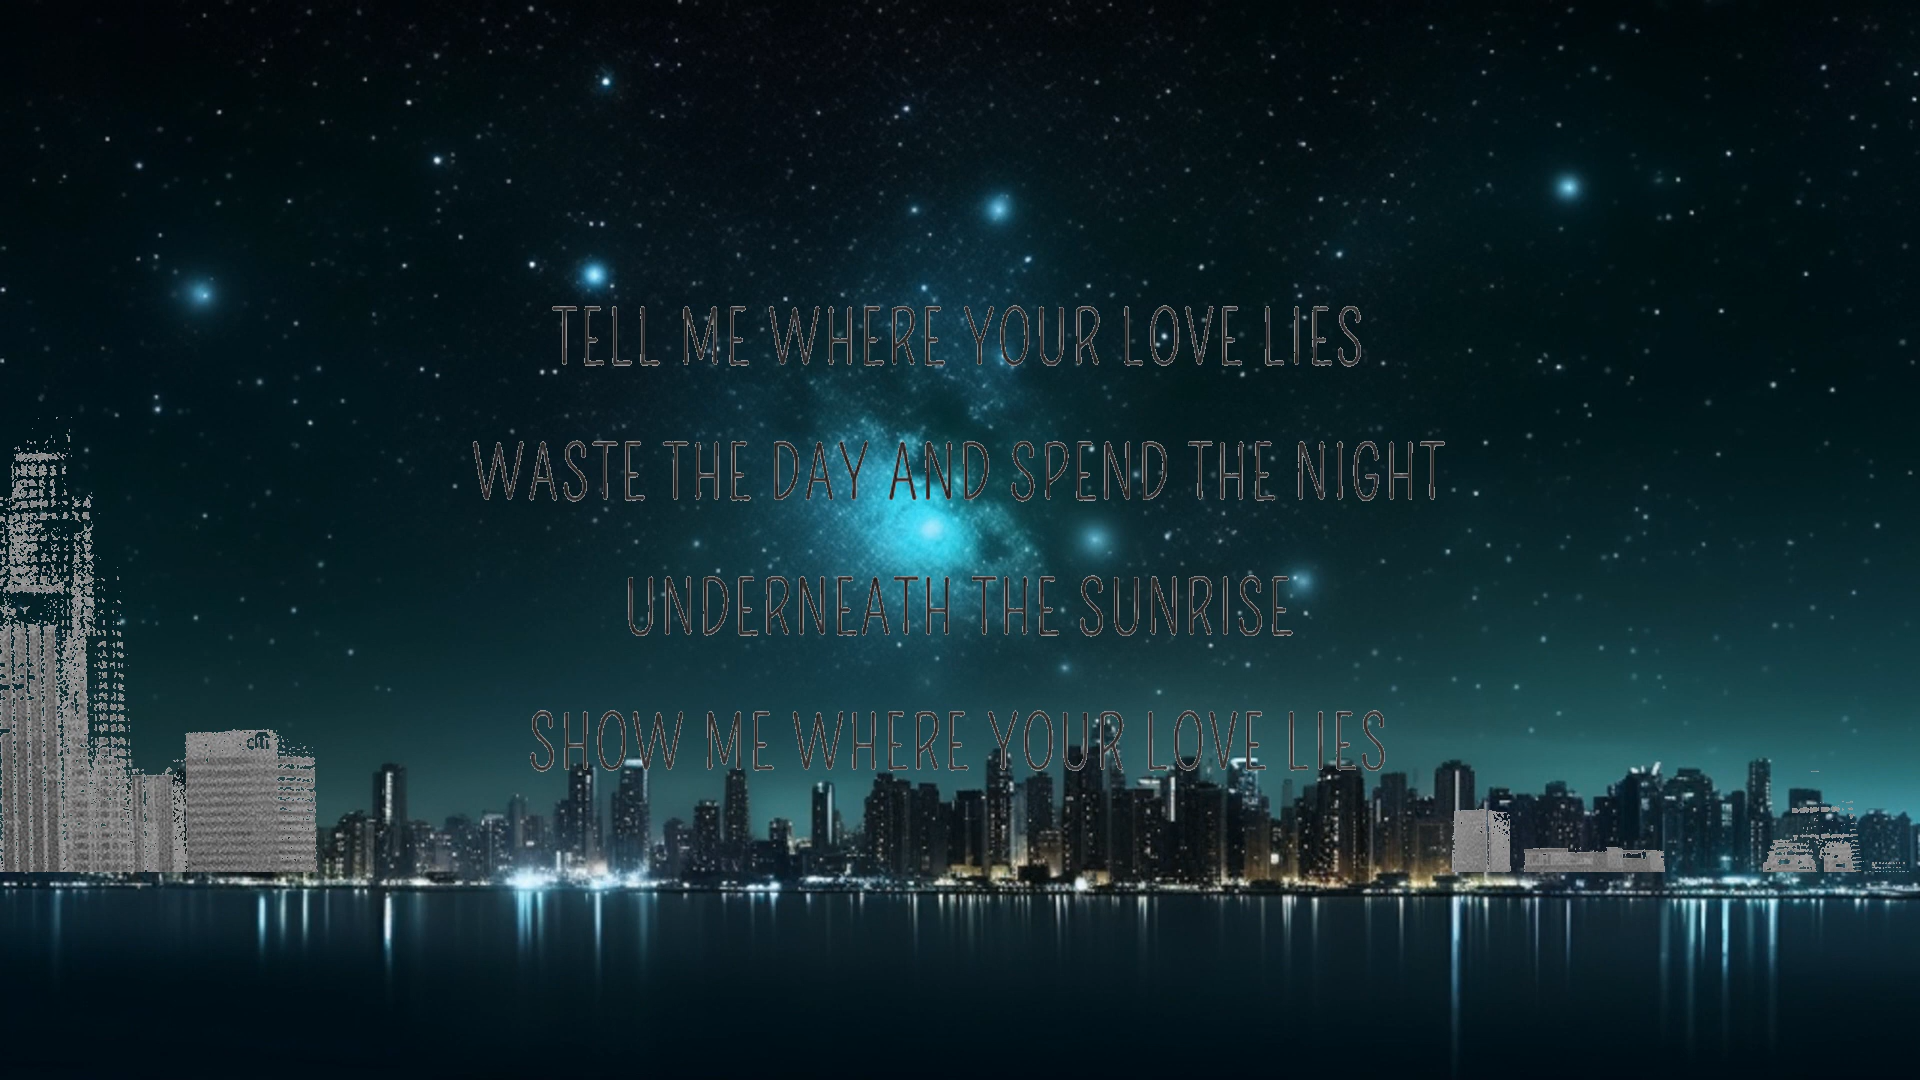 TELL ME WHERE YOUR LOVE LIES
WASTE THE DAY AND SPEND THE NIGHT
UNDERNEATH THE SUNRISE
SHOW ME WHERE YOUR LOVE LIES
citi